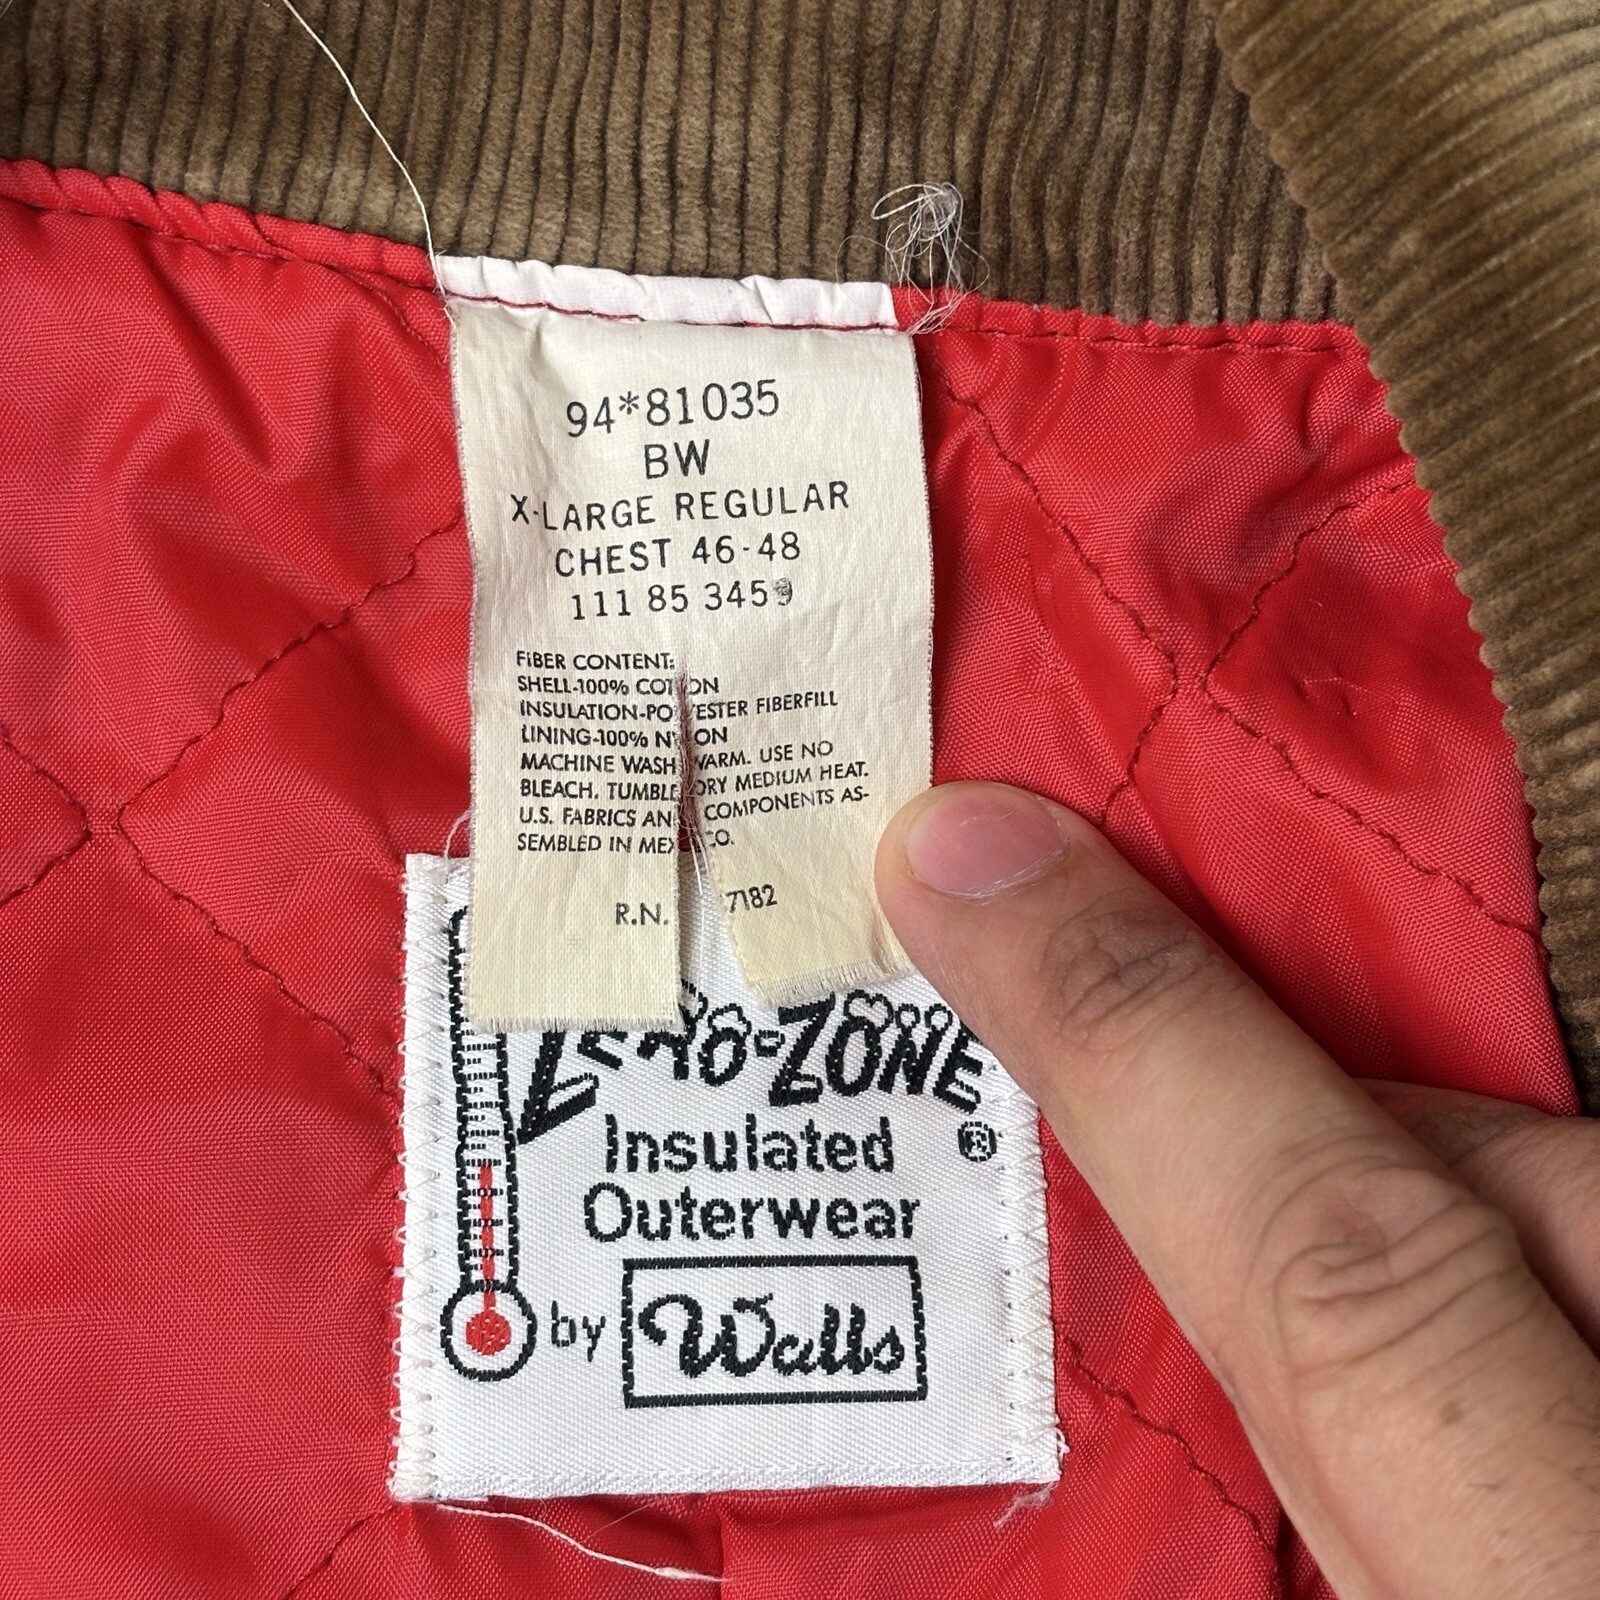 94*81035
BW
X-LARGE REGULAR
CHEST 46-48
111 85 3459
FIBER CONTENT:
SHELL-100% COTTON
INSULATION-POLYESTER FIBERFILL
LINING-100% NYLON
MACHINE WASH WARM. USE NO
BLEACH. TUMBLE DRY MEDIUM HEAT.
U.S. FABRICS AND COMPONENTS AS-
SEMBLED IN MEXICO.
R.N. 7182
ZERO-ZONE
Insulated ®
Outerwear
by Walls